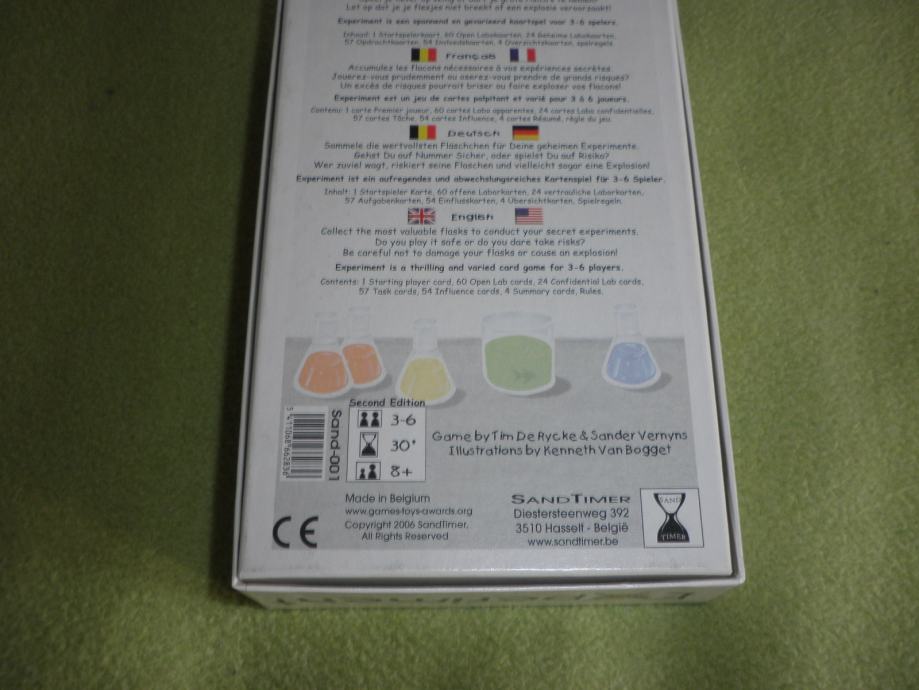 Let op dat je je flesjes niet breekt of een explosie veroorzaakt!
Experiment is een spannend en gevarieerd kaartspel voor 3-6 spelers.
Inhoud: 1 Startspelerkaart, 60 Open Labokaarten, 24 Geheime Labokaarten,
57 Opdrachtkaarten, 54 Invloedskaarten, 4 Overzichtskaarten, spelregels.
Français
Accumulez les flacons nécessaires à vos expériences secrètes.
Jouerez-vous prudemment ou oserez-vous prendre de grands risques?
Un excès de risques pourrait briser ou faire exploser vos flacons!
Experiment est un jeu de cartes palpitant et varié pour 3 à 6 joueurs.
Contenu: 1 carte Premier joueur, 60 cartes Labo apparentes, 24 cartes Labo confidentielles,
57 cartes Tâche, 54 cartes Influence, 4 cartes Résumé, règle du jeu.
Deutsch
Sammele die wertvollsten Fläschchen für Deine geheimen Experimente.
Gehst Du auf Nummer Sicher, oder spielst Du auf Risiko?
Wer zuviel wagt, riskiert seine Flaschen und vielleicht sogar eine Explosion!
Experiment ist ein aufregendes und abwechslungsreiches Kartenspiel für 3-6 Spieler.
Inhalt: 1 Startspieler Karte, 60 offene Laborkarten, 24 vertrauliche Laborkarten,
57 Aufgabenkarten, 54 Einflusskarten, 4 Übersichtkarten, Spielregeln.
English
Collect the most valuable flasks to conduct your secret experiments.
Do you play it safe or do you dare take risks?
Be careful not to damage your flasks or cause an explosion!
Experiment is a thrilling and varied card game for 3-6 players.
Contents: 1 Starting player card, 60 Open Lab cards, 24 Confidential Lab cards,
57 Task cards, 54 Influence cards, 4 Summary cards, Rules.
Second Edition
3-6
30'
8+
5 411068 662836
Sand-001
Game by Tim De Rycke & Sander Vernyns
Illustrations by Kenneth Van Bogget
CE
Made in Belgium
www.games-toys-awards.org
Copyright 2006 SandTimer,
All Rights Reserved
SANDTIMER
Diestersteenweg 392
3510 Hasselt - België
www.sandtimer.be
SAND
TIMER